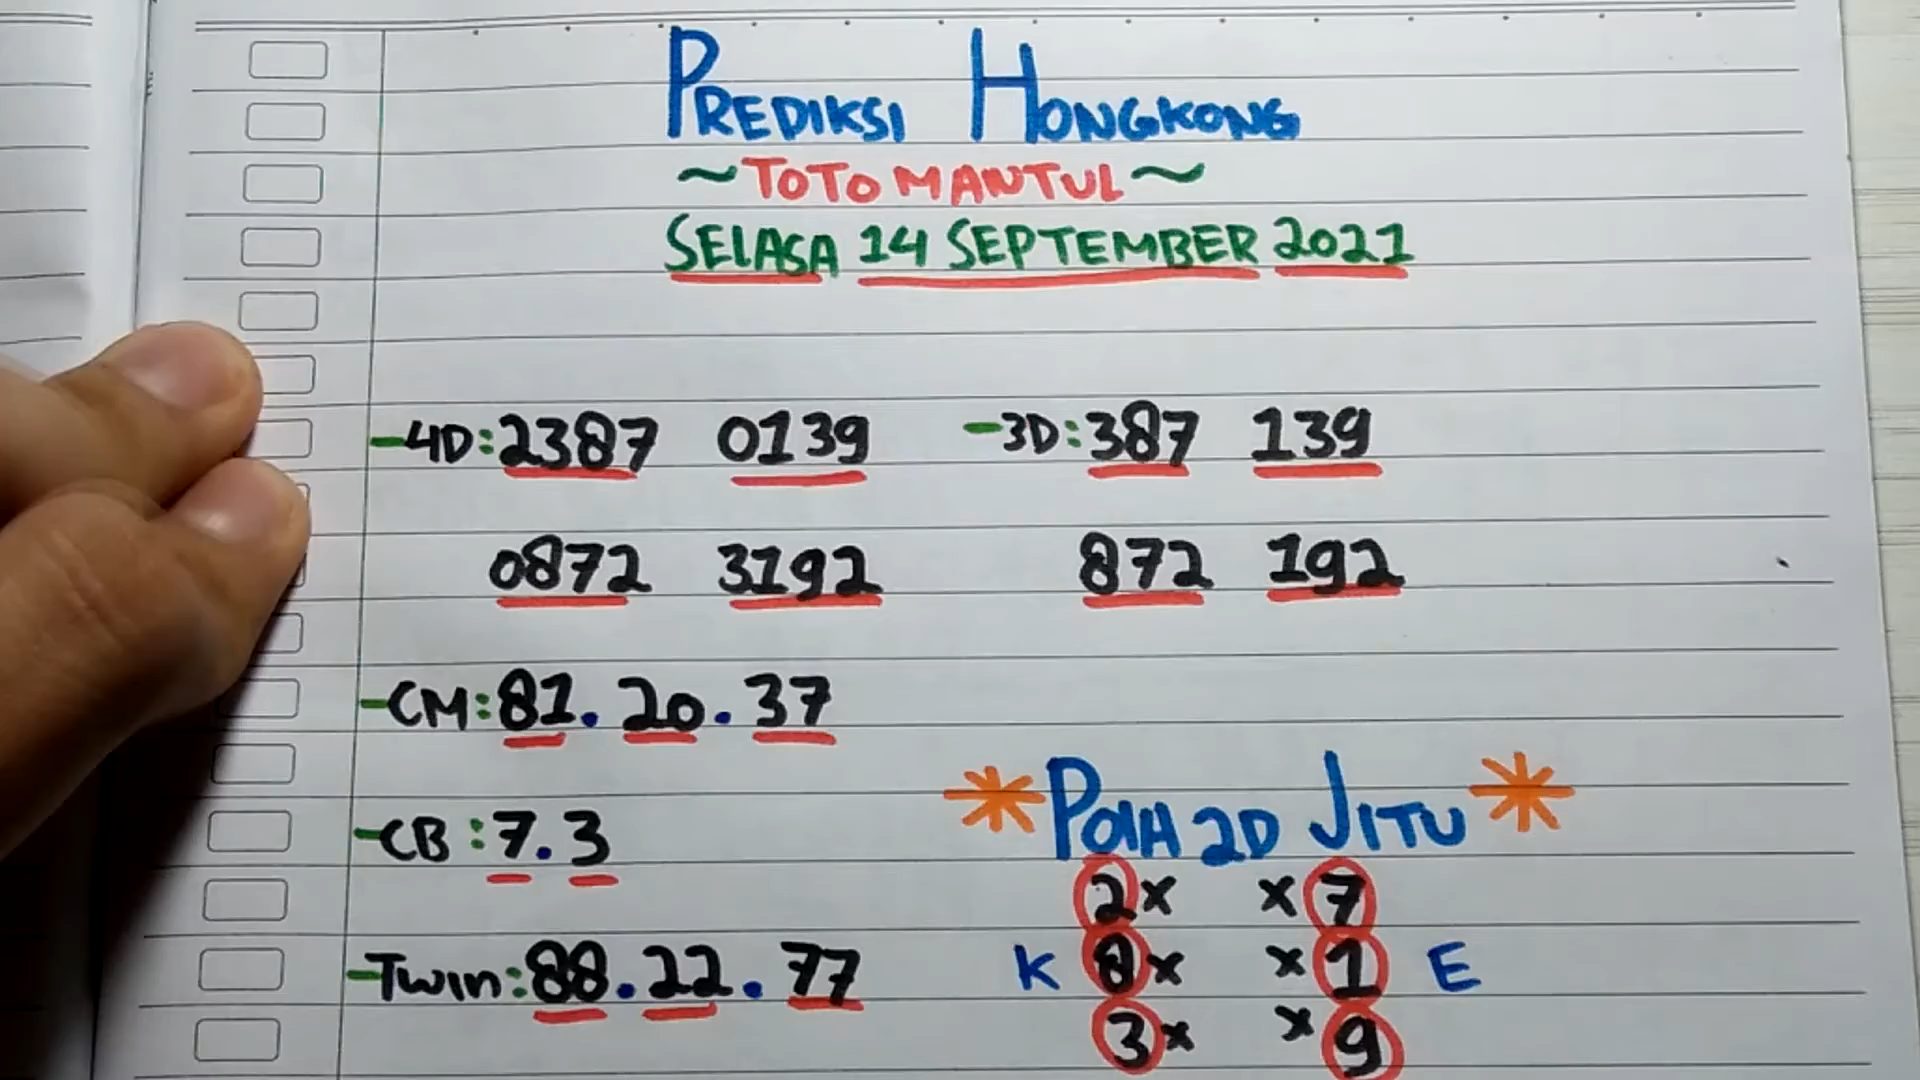 PREDIKSI HONGKONG
~TOTO MANTUL~
SELASA 14 SEPTEMBER 2021
-4D: 2387 0139 -3D: 387 139
0872 3192 872 192
-CM: 81. 20. 37
-CB: 7. 3
*POLA 2D JITU*
2x x7
-Twin: 88. 22. 77 K 8x x1 E
3x x9